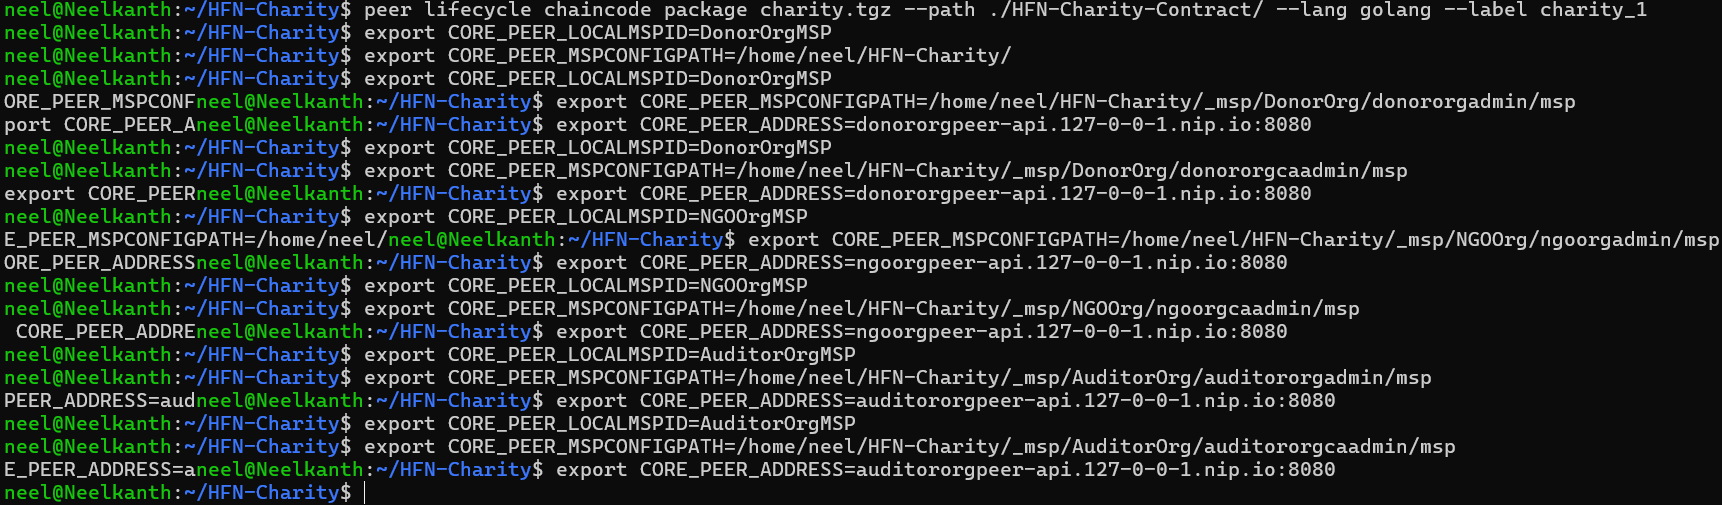 neel@Neelkanth:~/HFN-Charity$ peer lifecycle chaincode package charity.tgz --path ./HFN-Charity-Contract/ --lang golang --label charity_1
neel@Neelkanth:~/HFN-Charity$ export CORE_PEER_LOCALMSPID=DonorOrgMSP
neel@Neelkanth:~/HFN-Charity$ export CORE_PEER_MSPCONFIGPATH=/home/neel/HFN-Charity/
neel@Neelkanth:~/HFN-Charity$ export CORE_PEER_LOCALMSPID=DonorOrgMSP
ORE_PEER_MSPCONFneel@Neelkanth:~/HFN-Charity$ export CORE_PEER_MSPCONFIGPATH=/home/neel/HFN-Charity/_msp/DonorOrg/donororgadmin/msp
port CORE_PEER_Aneel@Neelkanth:~/HFN-Charity$ export CORE_PEER_ADDRESS=donororgpeer-api.127-0-0-1.nip.io:8080
neel@Neelkanth:~/HFN-Charity$ export CORE_PEER_LOCALMSPID=DonorOrgMSP
neel@Neelkanth:~/HFN-Charity$ export CORE_PEER_MSPCONFIGPATH=/home/neel/HFN-Charity/_msp/DonorOrg/donororgcaadmin/msp
export CORE_PEERneel@Neelkanth:~/HFN-Charity$ export CORE_PEER_ADDRESS=donororgpeer-api.127-0-0-1.nip.io:8080
neel@Neelkanth:~/HFN-Charity$ export CORE_PEER_LOCALMSPID=NGOOrgMSP
E_PEER_MSPCONFIGPATH=/home/neel/neel@Neelkanth:~/HFN-Charity$ export CORE_PEER_MSPCONFIGPATH=/home/neel/HFN-Charity/_msp/NGOOrg/ngoorgadmin/msp
ORE_PEER_ADDRESSneel@Neelkanth:~/HFN-Charity$ export CORE_PEER_ADDRESS=ngoorgpeer-api.127-0-0-1.nip.io:8080
neel@Neelkanth:~/HFN-Charity$ export CORE_PEER_LOCALMSPID=NGOOrgMSP
neel@Neelkanth:~/HFN-Charity$ export CORE_PEER_MSPCONFIGPATH=/home/neel/HFN-Charity/_msp/NGOOrg/ngoorgcaadmin/msp
 CORE_PEER_ADDREneel@Neelkanth:~/HFN-Charity$ export CORE_PEER_ADDRESS=ngoorgpeer-api.127-0-0-1.nip.io:8080
neel@Neelkanth:~/HFN-Charity$ export CORE_PEER_LOCALMSPID=AuditorOrgMSP
neel@Neelkanth:~/HFN-Charity$ export CORE_PEER_MSPCONFIGPATH=/home/neel/HFN-Charity/_msp/AuditorOrg/auditororgadmin/msp
PEER_ADDRESS=audneel@Neelkanth:~/HFN-Charity$ export CORE_PEER_ADDRESS=auditororgpeer-api.127-0-0-1.nip.io:8080
neel@Neelkanth:~/HFN-Charity$ export CORE_PEER_LOCALMSPID=AuditorOrgMSP
neel@Neelkanth:~/HFN-Charity$ export CORE_PEER_MSPCONFIGPATH=/home/neel/HFN-Charity/_msp/AuditorOrg/auditororgcaadmin/msp
E_PEER_ADDRESS=aneel@Neelkanth:~/HFN-Charity$ export CORE_PEER_ADDRESS=auditororgpeer-api.127-0-0-1.nip.io:8080
neel@Neelkanth:~/HFN-Charity$